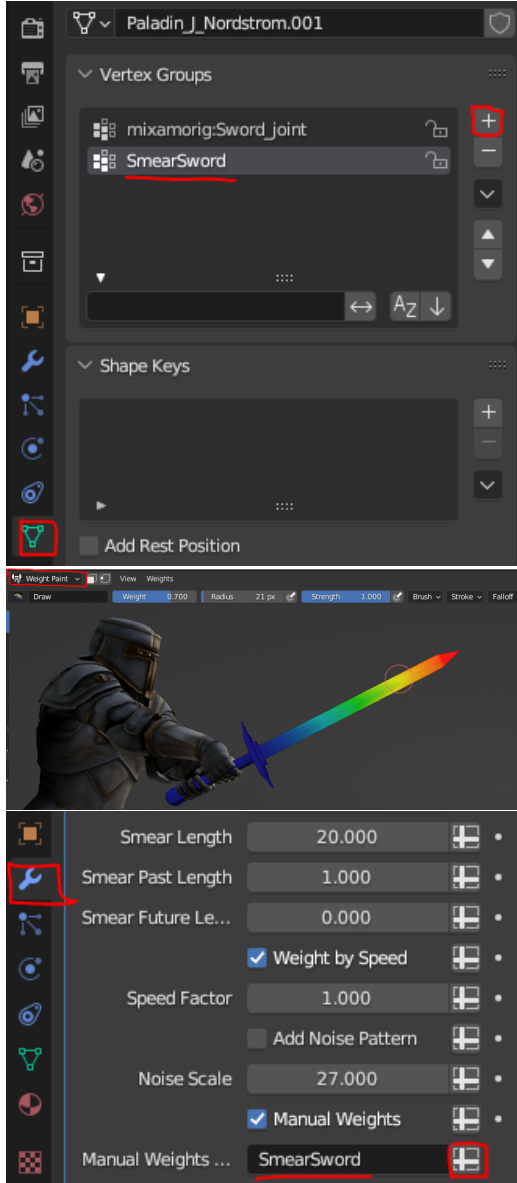 Paladin_J_Nordstrom.001
Vertex Groups
mixamorig:Sword_joint
SmearSword
AZ
Shape Keys
Add Rest Position
Weight Paint View Weights
Draw Weight 0.700 Radius 21 px Strength 1.000 Brush Stroke Falloff
Smear Length 20.000
Smear Past Length 1.000
Smear Future Le... 0.000
Weight by Speed
Speed Factor 1.000
Add Noise Pattern
Noise Scale 27.000
Manual Weights
Manual Weights ... SmearSword